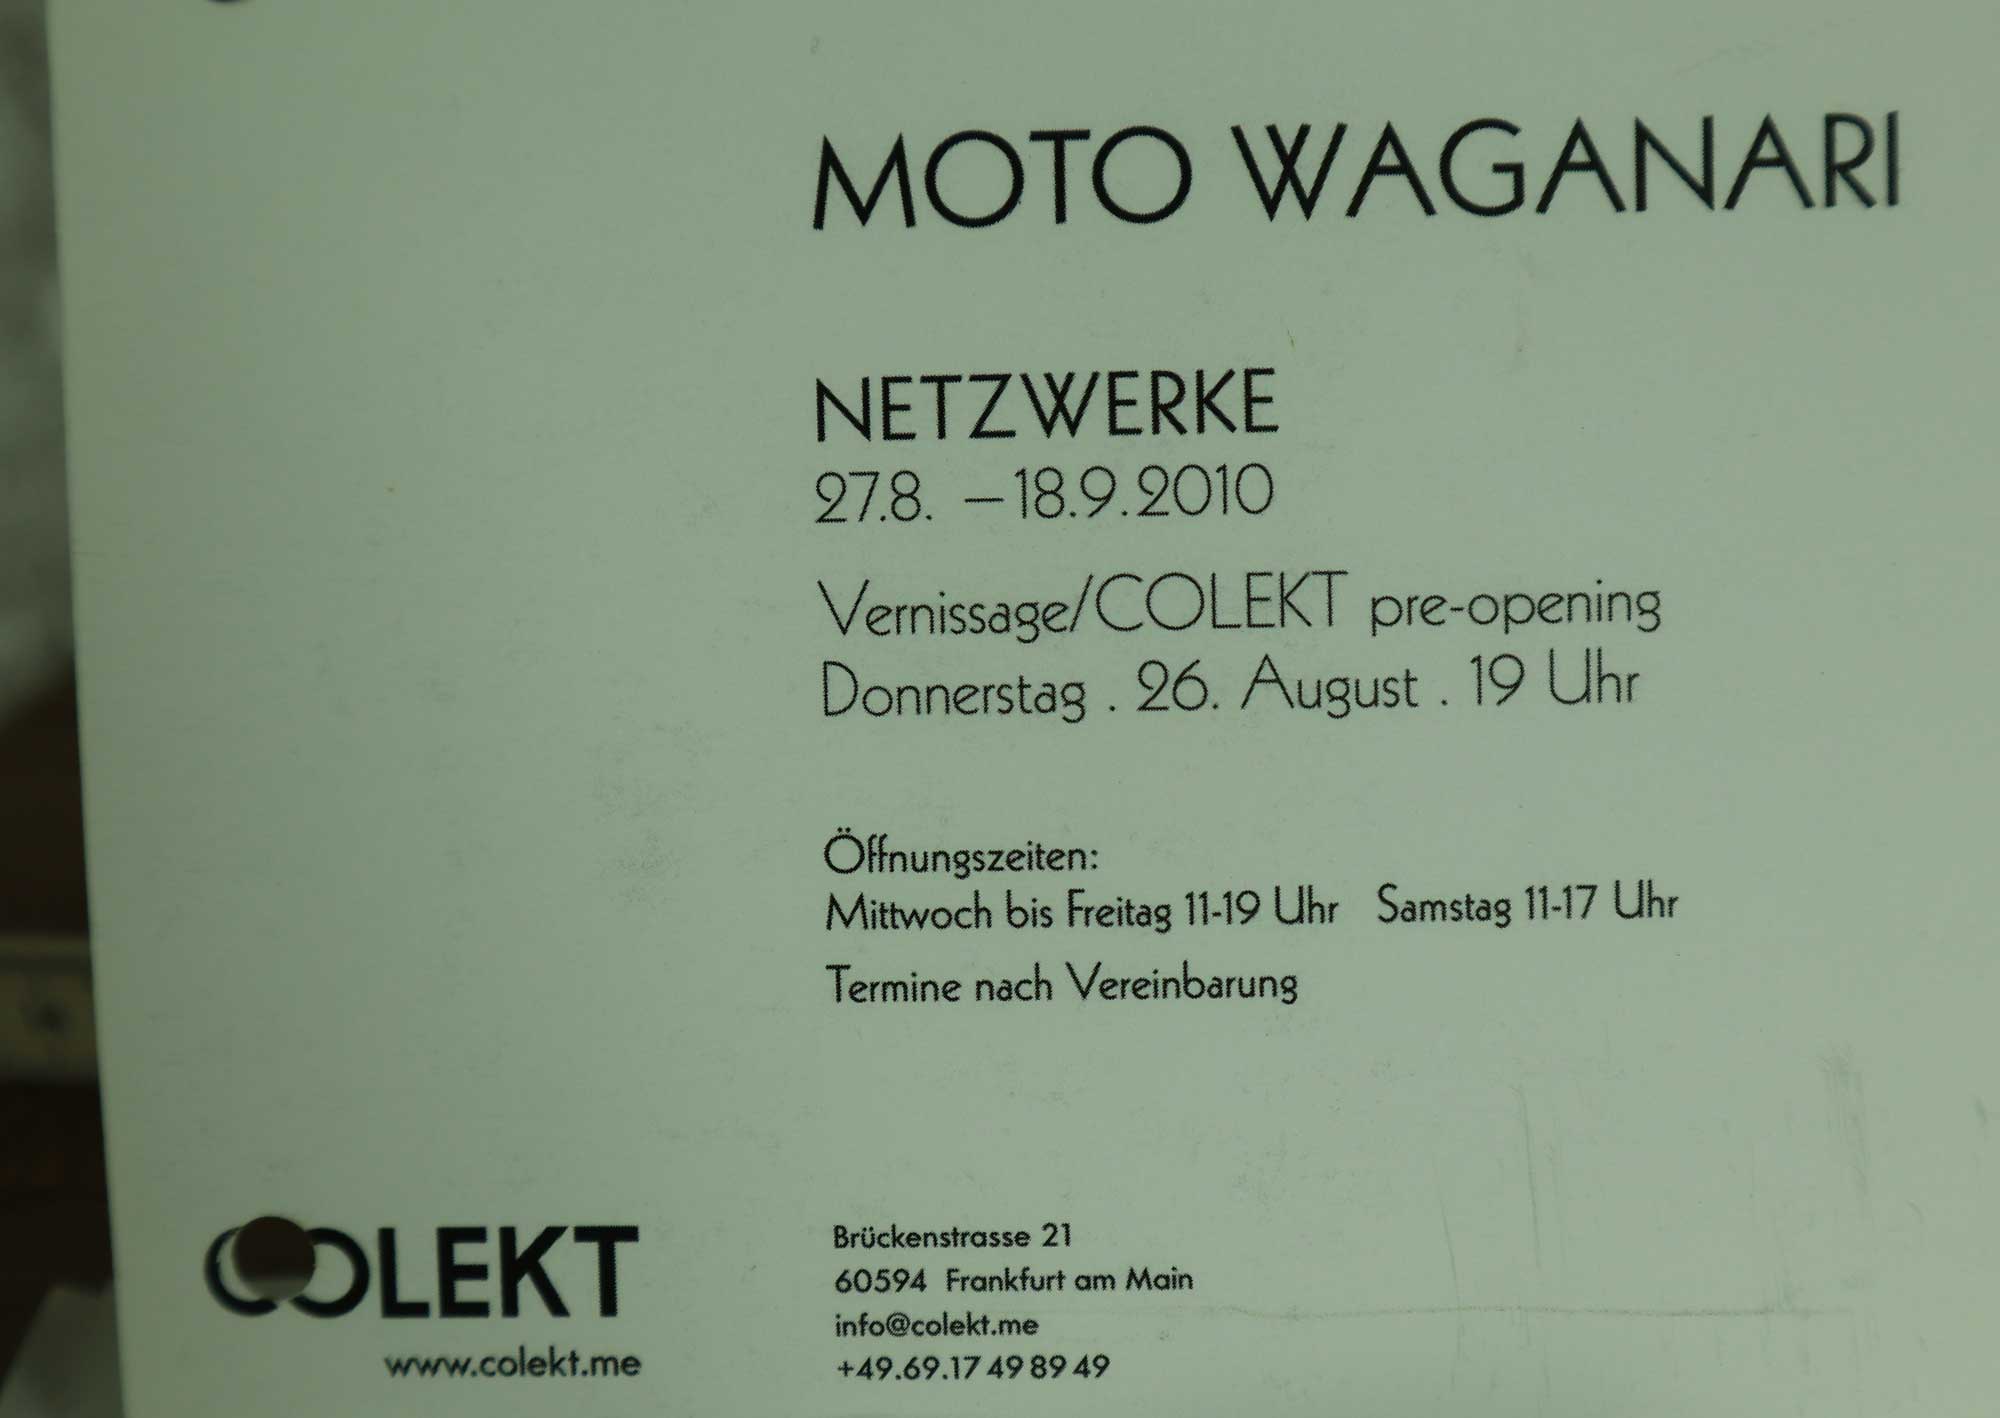 MOTO WAGANARI
NETZWERKE
27.8. – 18.9.2010
Vernissage/COLEKT pre-opening
Donnerstag . 26. August . 19 Uhr
Öffnungszeiten:
Mittwoch bis Freitag 11-19 Uhr   Samstag 11-17 Uhr
Termine nach Vereinbarung
COLEKT
www.colekt.me
Brückenstrasse 21
60594 Frankfurt am Main
info@colekt.me
+49.69.17 49 89 49